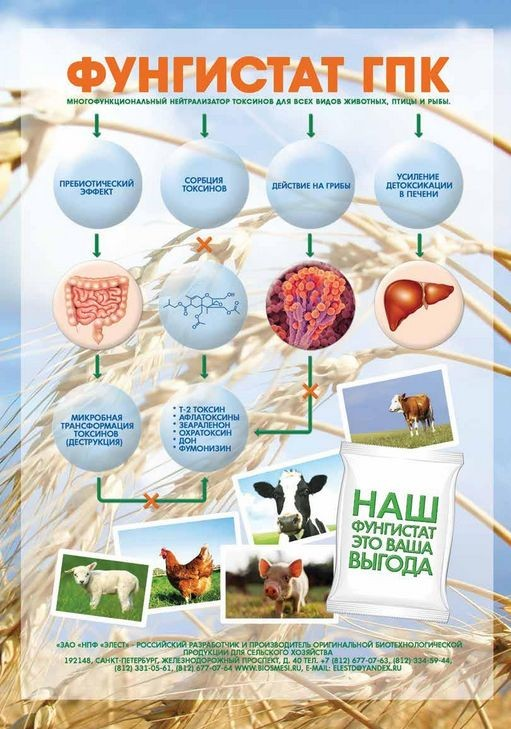 ФУНГИСТАТ ГПК
МНОГОФУНКЦИОНАЛЬНЫЙ НЕЙТРАЛИЗАТОР ТОКСИНОВ ДЛЯ ВСЕХ ВИДОВ ЖИВОТНЫХ, ПТИЦЫ И РЫБЫ.
ПРЕБИОТИЧЕСКИЙ
ЭФФЕКТ
СОРБЦИЯ
ТОКСИНОВ
ДЕЙСТВИЕ НА ГРИБЫ
УСИЛЕНИЕ
ДЕТОКСИКАЦИИ
В ПЕЧЕНИ
МИКРОБНАЯ
ТРАНСФОРМАЦИЯ
ТОКСИНОВ
(ДЕСТРУКЦИЯ)
* Т-2 ТОКСИН
* АФЛАТОКСИНЫ
* ЗЕАРАЛЕНОН
* ОХРАТОКСИН
* ДОН
* ФУМОНИЗИН
НАШ
ФУНГИСТАТ
ЭТО ВАША
ВЫГОДА
«ЗАО «НПФ «ЭЛЕСТ» – РОССИЙСКИЙ РАЗРАБОТЧИК И ПРОИЗВОДИТЕЛЬ ОРИГИНАЛЬНОЙ БИОТЕХНОЛОГИЧЕСКОЙ
ПРОДУКЦИИ ДЛЯ СЕЛЬСКОГО ХОЗЯЙСТВА
192148, САНКТ-ПЕТЕРБУРГ, ЖЕЛЕЗНОДОРОЖНЫЙ ПРОСПЕКТ, Д. 40 ТЕЛ. +7 (812) 677-07-63, (812) 334-59-44,
(812) 331-05-61, (812) 677-07-64 WWW.BIOSMESI.RU, E-MAIL: ELESTD@YANDEX.RU